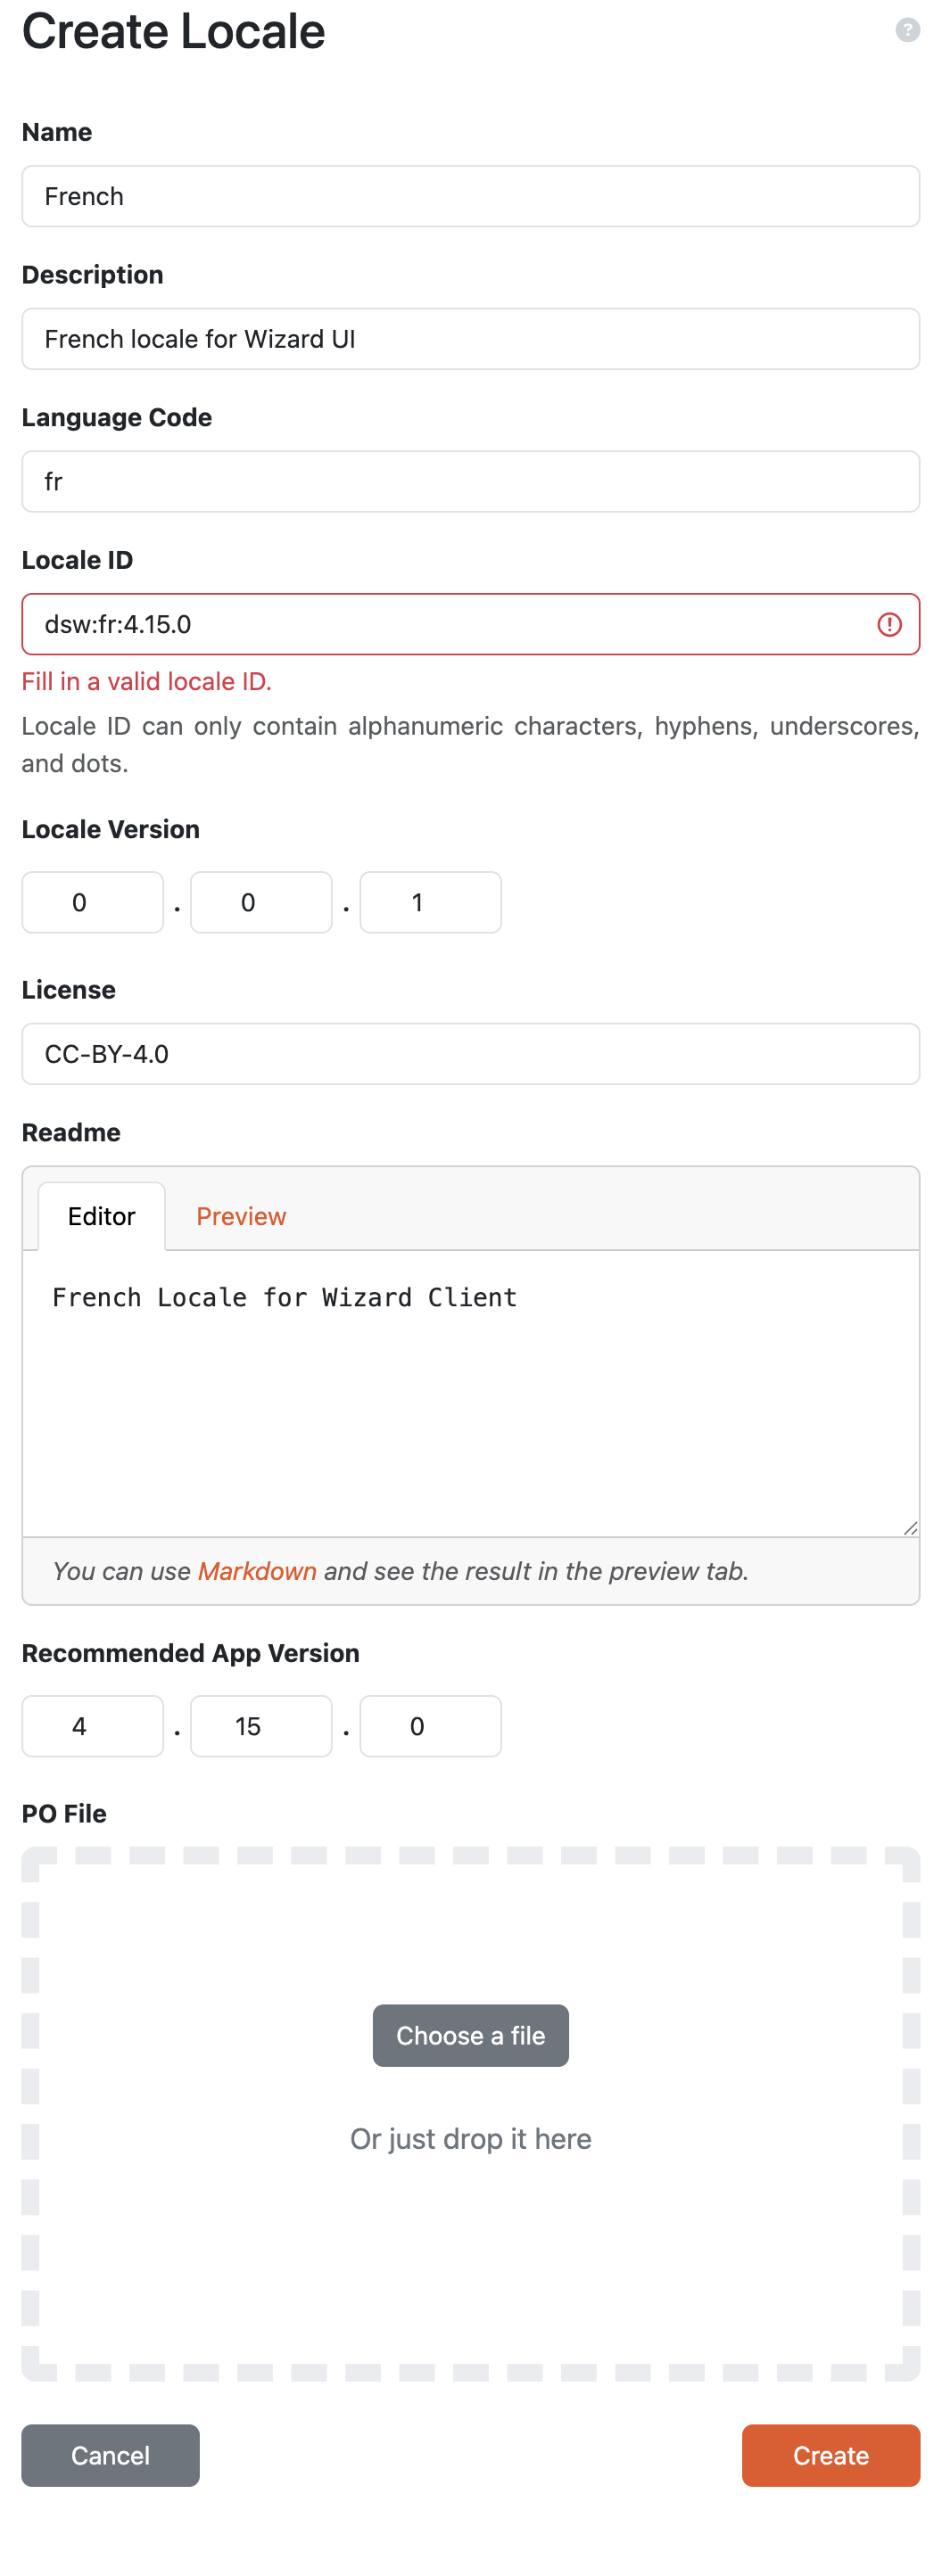 Create Locale
?
Name
French
Description
French locale for Wizard UI
Language Code
fr
Locale ID
dsw:fr:4.15.0
Fill in a valid locale ID.
Locale ID can only contain alphanumeric characters, hyphens, underscores,
and dots.
Locale Version
0 . 0 . 1
License
CC-BY-4.0
Readme
Editor Preview
French Locale for Wizard Client
You can use Markdown and see the result in the preview tab.
Recommended App Version
4 . 15 . 0
PO File
Choose a file
Or just drop it here
Cancel Create